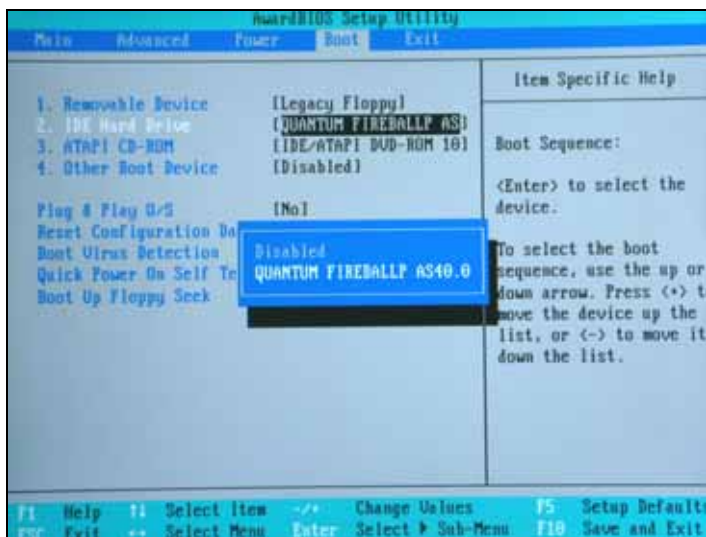 AwardBIOS Setup Utility
Main Advanced Power Boot Exit
1. Removable Device [Legacy Floppy]
2. IDE Hard Drive [QUANTUM FIREBALLP AS]
3. ATAPI CD-ROM [IDE/ATAPI DVD-ROM 10]
4. Other Boot Device [Disabled]
Plug & Play O/S [No]
Reset Configuration Da
Boot Virus Detection
Quick Power On Self Te
Boot Up Floppy Seek
Disabled
QUANTUM FIREBALLP AS40.0
Item Specific Help
Boot Sequence:
<Enter> to select the
device.
To select the boot
sequence, use the up or
down arrow. Press <+> t
move the device up the
list, or <-> to move it
down the list.
F1 Help ↑↓ Select Item -/+ Change Values F5 Setup Defaults
ESC Exit ↔ Select Menu Enter Select ▶ Sub-Menu F10 Save and Exit